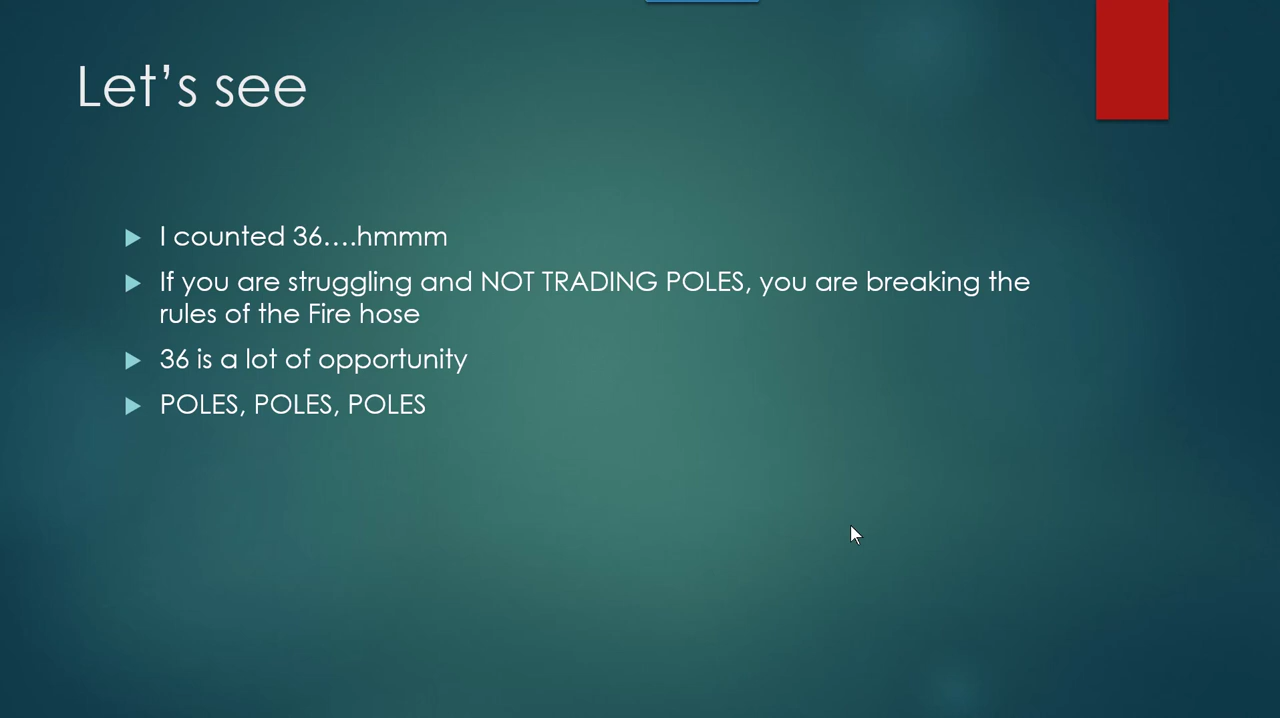 Let's see
I counted 36....hmmm
If you are struggling and NOT TRADING POLES, you are breaking the
rules of the Fire hose
36 is a lot of opportunity
POLES, POLES, POLES